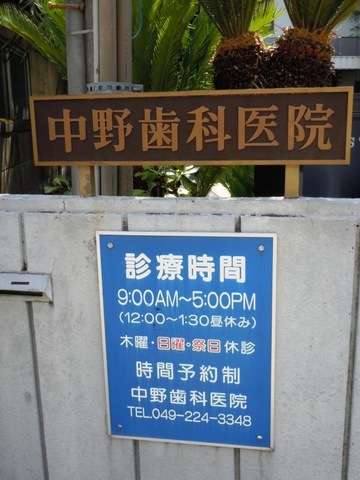 中野歯科医院
診療時間
9:00AM～5:00PM
(12:00～1:30昼休み)
木曜・日曜・祭日休診
時間予約制
中野歯科医院
TEL.049-224-3348